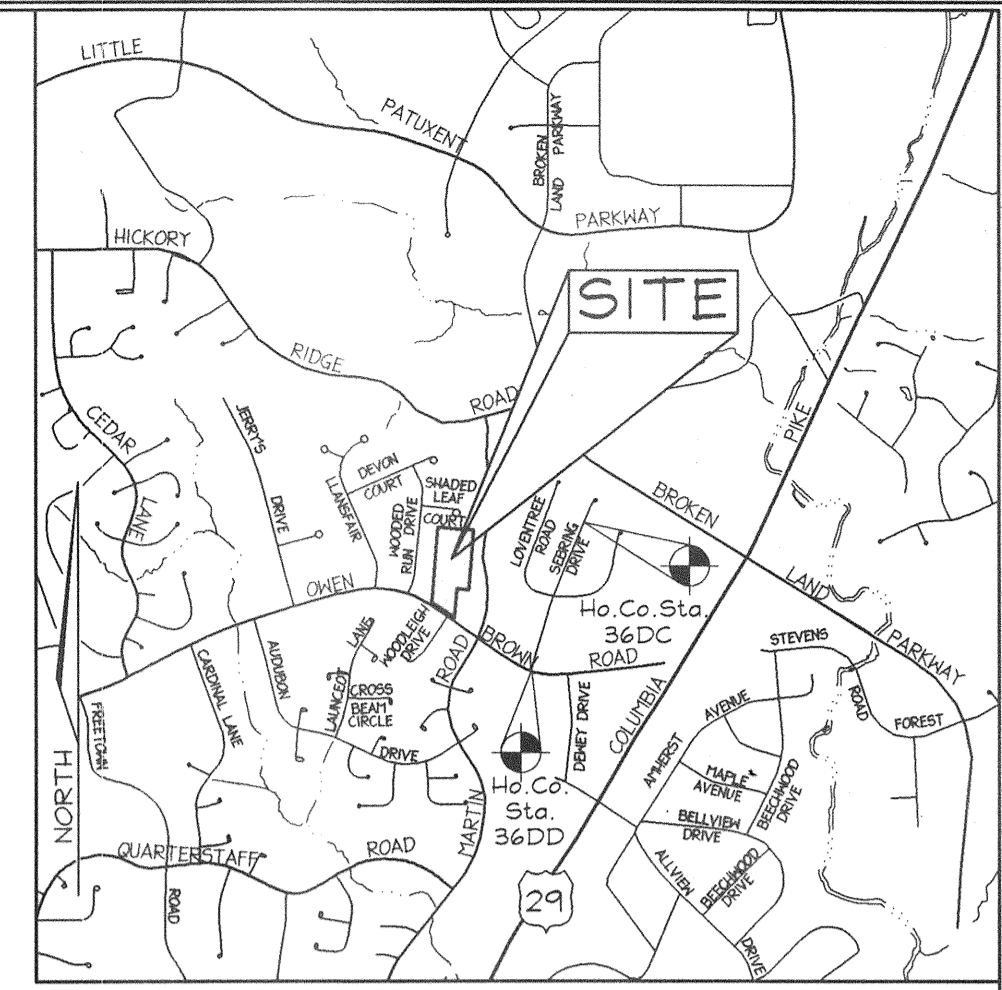 LITTLE
PATUXENT
BROKEN
LAND PARKWAY
PARKWAY
HICKORY
SITE
RIDGE
ROAD
CEDAR
LANE
JERRY'S
DRIVE
DEVON
COURT
LLANSFAIR
SHADED
LEAF
COURT
WOODED
RUN DRIVE
LOVENTREE
ROAD
SEBRING
DRIVE
PIKE
BROKEN
LAND
PARKWAY
OWEN
BROWN
ROAD
Ho.Co.Sta.
36DC
STEVENS
ROAD
FOREST
CARDINAL LANE
AUDUBON
DRIVE
LAUNCELOT
LANE
WOODLEIGH
DRIVE
CROSS
BEAM
CIRCLE
ROAD
MARTIN
DEWEY DRIVE
COLUMBIA
AVENUE
AMHERST
MAPLE
AVENUE
BELLVIEW
DRIVE
BEECHWOOD
DRIVE
BEECHWOOD
DRIVE
ALLVIEW
DRIVE
Ho.Co.
Sta.
36DD
FREETOWN
ROAD
NORTH
QUARTERSTAFF
ROAD
29